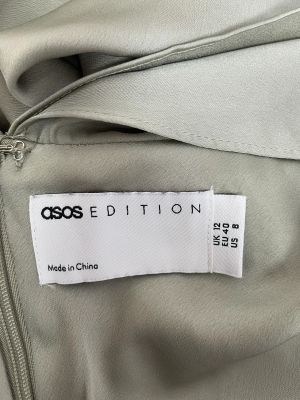 asos EDITION
Made in China
UK 12
EU 40
US 8